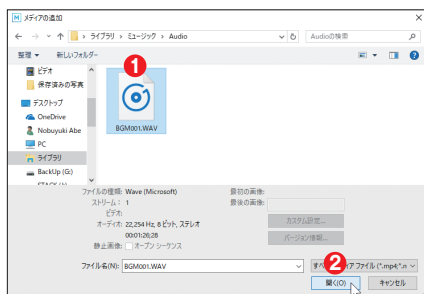 メディアの追加
ライブラリ › ミュージック › Audio
Audioの検索
整理 新しいフォルダー
ビデオ
保存済みの写真
デスクトップ
OneDrive
Nobuyuki Abe
PC
ライブラリ
BackUp (G:)
1
BGM001.WAV
ファイルの種類: Wave (Microsoft)
ストリーム: 1
ビデオ:
オーディオ: 22,254 Hz, 8 ビット, ステレオ
00:01:26;28
静止画像: オープン シーケンス
最初の画像:
最後の画像:
カスタム設定...
バージョン情報...
2
ファイル名(N): BGM001.WAV
ファイル (*.mp4;*.n
開く(O) キャンセル